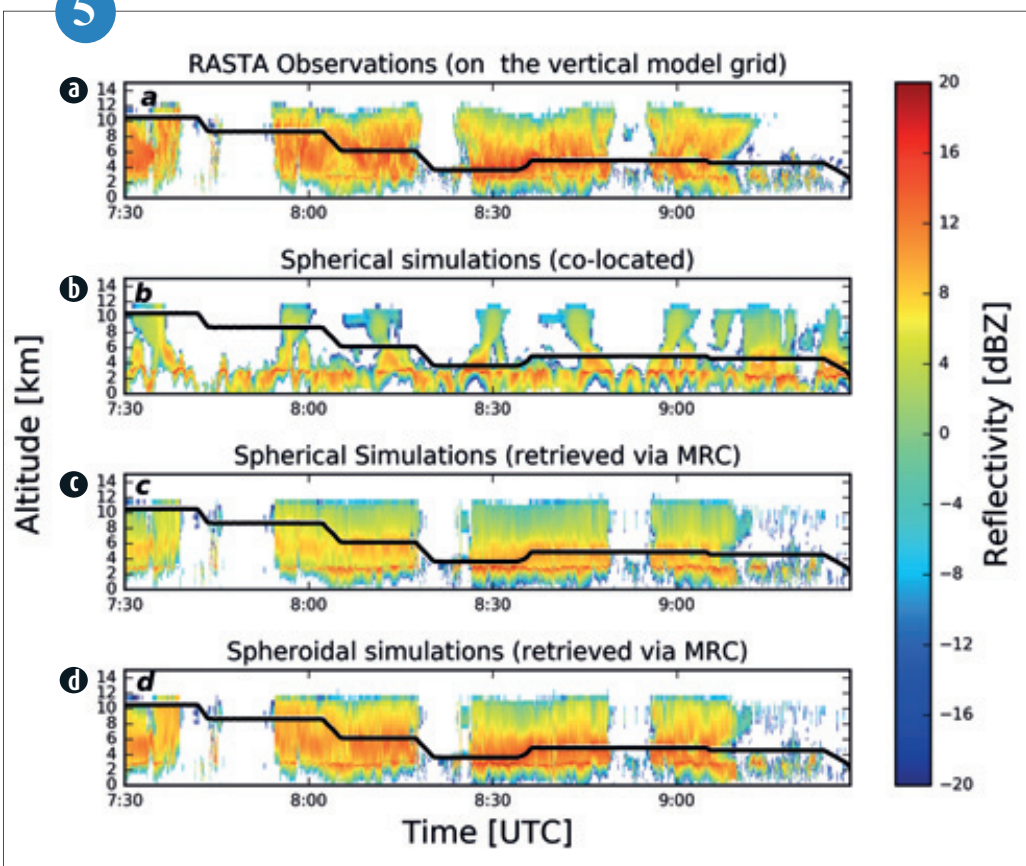 5
RASTA Observations (on the vertical model grid)
a
a
14
12
10
8
6
4
2
0
7:30 8:00 8:30 9:00
Spherical simulations (co-located)
b
b
14
12
10
8
6
4
2
0
7:30 8:00 8:30 9:00
Spherical Simulations (retrieved via MRC)
c
c
14
12
10
8
6
4
2
0
7:30 8:00 8:30 9:00
Spheroidal simulations (retrieved via MRC)
d
d
14
12
10
8
6
4
2
0
7:30 8:00 8:30 9:00
Time [UTC]
Altitude [km]
20
16
12
8
4
0
−4
−8
−12
−16
−20
Reflectivity [dBZ]